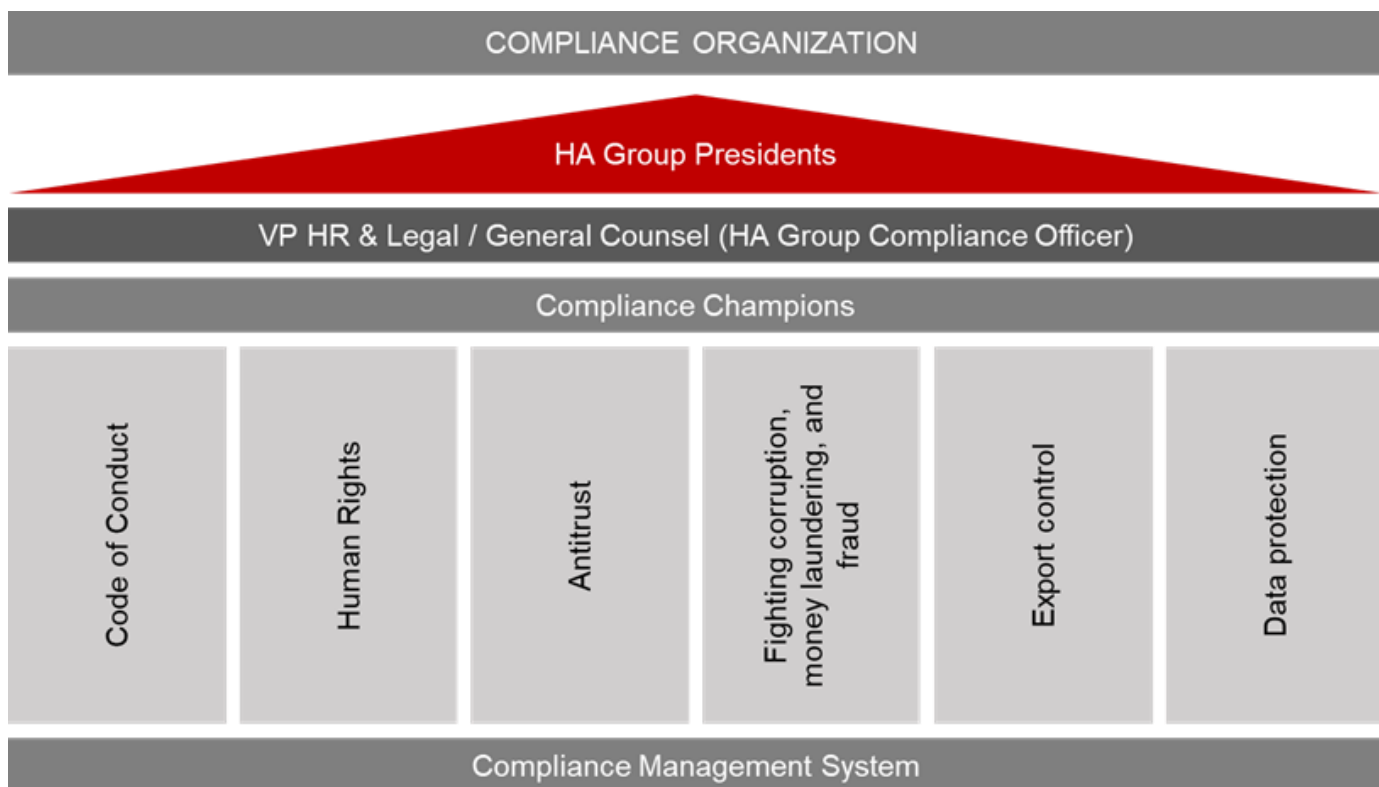 COMPLIANCE ORGANIZATION
HA Group Presidents
VP HR & Legal / General Counsel (HA Group Compliance Officer)
Compliance Champions
Code of Conduct
Human Rights
Antitrust
Fighting corruption,
money laundering, and
fraud
Export control
Data protection
Compliance Management System